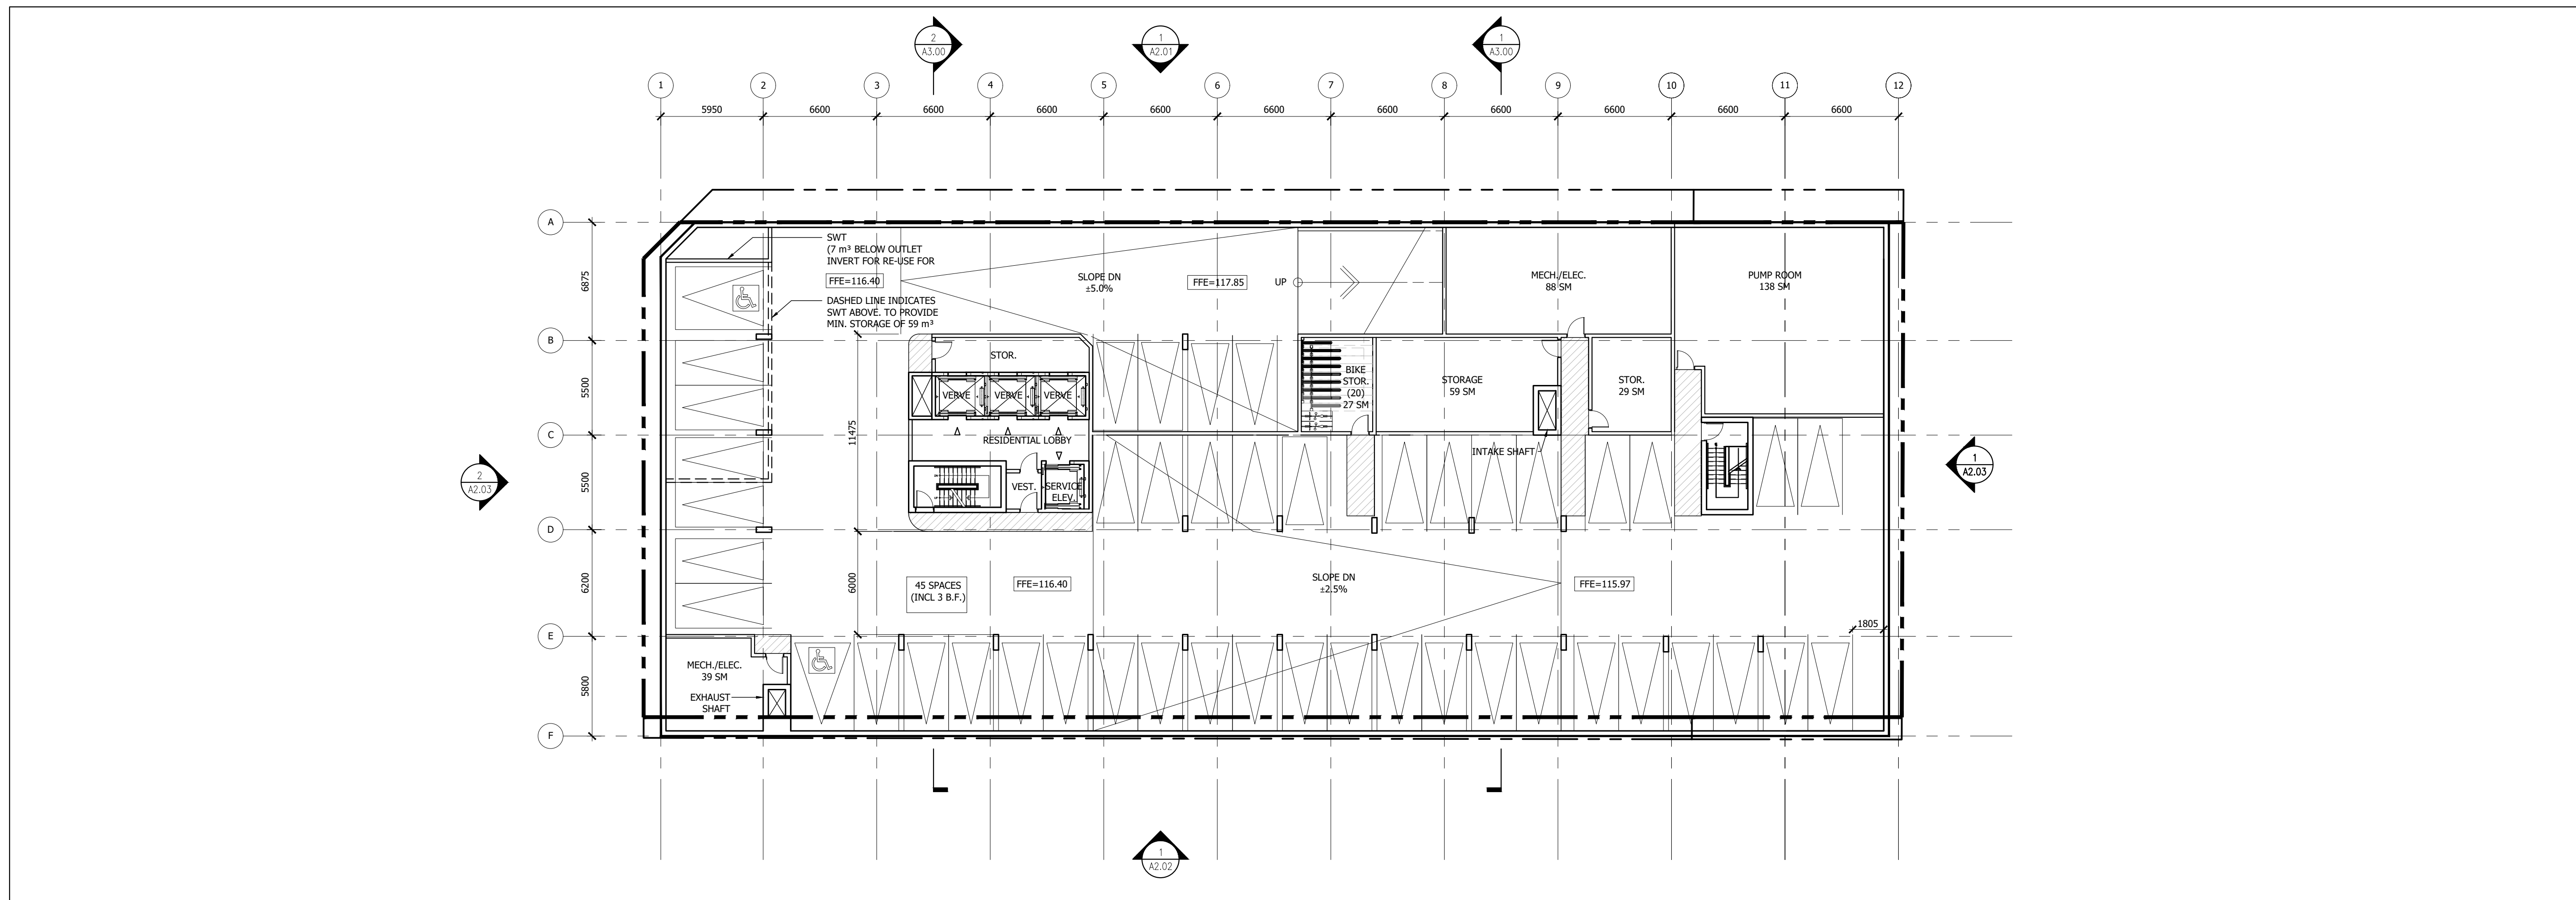 2
A3.00
1
A2.01
1
A3.00
1
2
3
4
5
6
7
8
9
10
11
12
5950
6600
6600
6600
6600
6600
6600
6600
6600
6600
6600
A
B
C
D
E
F
6875
5500
5500
6200
5800
SWT
(7 m³ BELOW OUTLET
INVERT FOR RE-USE FOR
FFE=116.40
DASHED LINE INDICATES
SWT ABOVE. TO PROVIDE
MIN. STORAGE OF 59 m³
SLOPE DN
±5.0%
FFE=117.85
UP
MECH./ELEC.
88 SM
PUMP ROOM
138 SM
STOR.
VERVE
VERVE
VERVE
11475
RESIDENTIAL LOBBY
VEST.
SERVICE
ELEV.
BIKE
STOR.
(20)
27 SM
STORAGE
59 SM
STOR.
29 SM
INTAKE SHAFT
2
A2.03
1
A2.03
6000
45 SPACES
(INCL 3 B.F.)
FFE=116.40
SLOPE DN
±2.5%
FFE=115.97
1805
MECH./ELEC.
39 SM
EXHAUST
SHAFT
1
A2.02